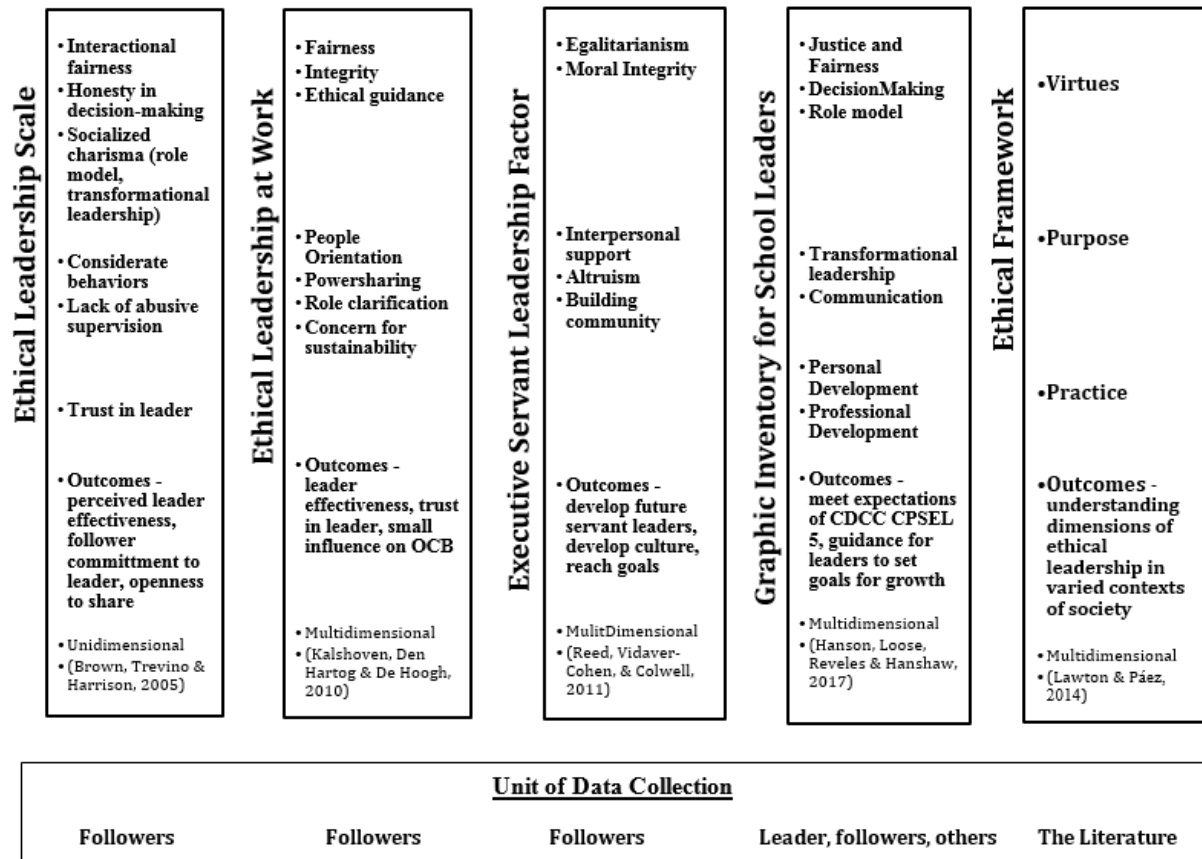 Ethical Leadership Scale
• Interactional
fairness
• Honesty in
decision-making
• Socialized
charisma (role
model,
transformational
leadership)
• Considerate
behaviors
• Lack of abusive
supervision
• Trust in leader
• Outcomes -
perceived leader
effectiveness,
follower
committment to
leader, openness
to share
• Unidimensional
• (Brown, Trevino &
Harrison, 2005)
Ethical Leadership at Work
• Fairness
• Integrity
• Ethical guidance
• People
Orientation
• Powersharing
• Role clarification
• Concern for
sustainability
• Outcomes -
leader
effectiveness, trust
in leader, small
influence on OCB
• Multidimensional
• (Kalshoven, Den
Hartog & De Hoogh,
2010)
Executive Servant Leadership Factor
• Egalitarianism
• Moral Integrity
• Interpersonal
support
• Altruism
• Building
community
• Outcomes -
develop future
servant leaders,
develop culture,
reach goals
• MulitDimensional
• (Reed, Vidaver-
Cohen, & Colwell,
2011)
Graphic Inventory for School Leaders
• Justice and
Fairness
• DecisionMaking
• Role model
• Transformational
leadership
• Communication
• Personal
Development
• Professional
Development
• Outcomes -
meet expectations
of CDCC CPSEL
5, guidance for
leaders to set
goals for growth
• Multidimensional
• (Hanson, Loose,
Reveles & Hanshaw,
2017)
Ethical Framework
•Virtues
•Purpose
•Practice
•Outcomes -
understanding
dimensions of
ethical
leadership in
varied contexts
of society
• Multidimensional
• (Lawton & Páez,
2014)
Unit of Data Collection
Followers Followers Followers Leader, followers, others The Literature